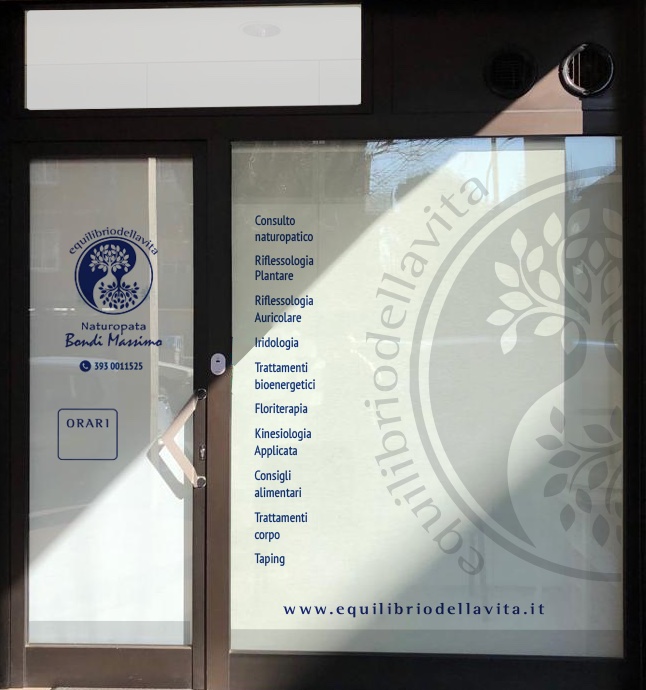 equilibriodellavita
Naturopata
Bondi Massimo
393 0011525
ORARI
Consulto
naturopatico
Riflessologia
Plantare
Riflessologia
Auricolare
Iridologia
Trattamenti
bioenergetici
Floriterapia
Kinesiologia
Applicata
Consigli
alimentari
Trattamenti
corpo
Taping
equilibriodellavita
www.equilibriodellavita.it